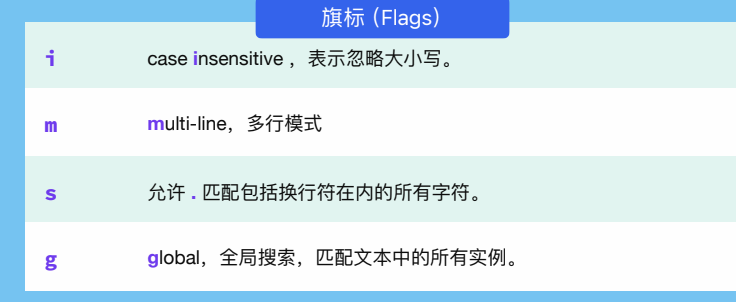 旗标（Flags）
i case insensitive ，表示忽略大小写。
m multi-line，多行模式
s 允许 . 匹配包括换行符在内的所有字符。
g global，全局搜索，匹配文本中的所有实例。